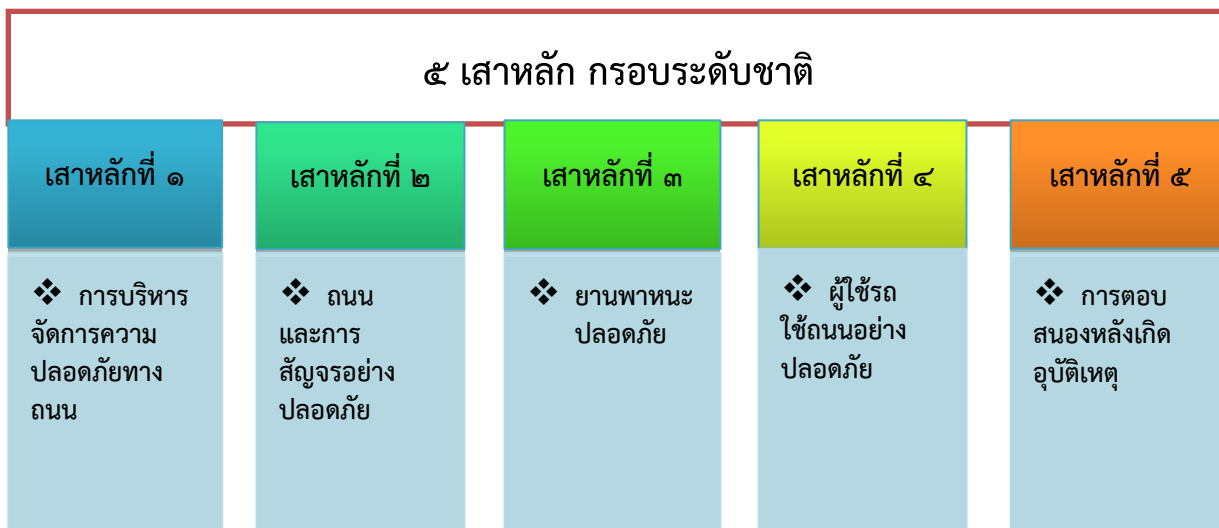 ๕ เสาหลัก กรอบระดับชาติ
เสาหลักที่ ๑
❖ การบริหาร
จัดการความ
ปลอดภัยทาง
ถนน
เสาหลักที่ ๒
❖ ถนน
และการ
สัญจรอย่าง
ปลอดภัย
เสาหลักที่ ๓
❖ ยานพาหนะ
ปลอดภัย
เสาหลักที่ ๔
❖ ผู้ใช้รถ
ใช้ถนนอย่าง
ปลอดภัย
เสาหลักที่ ๕
❖ การตอบ
สนองหลังเกิด
อุบัติเหตุ